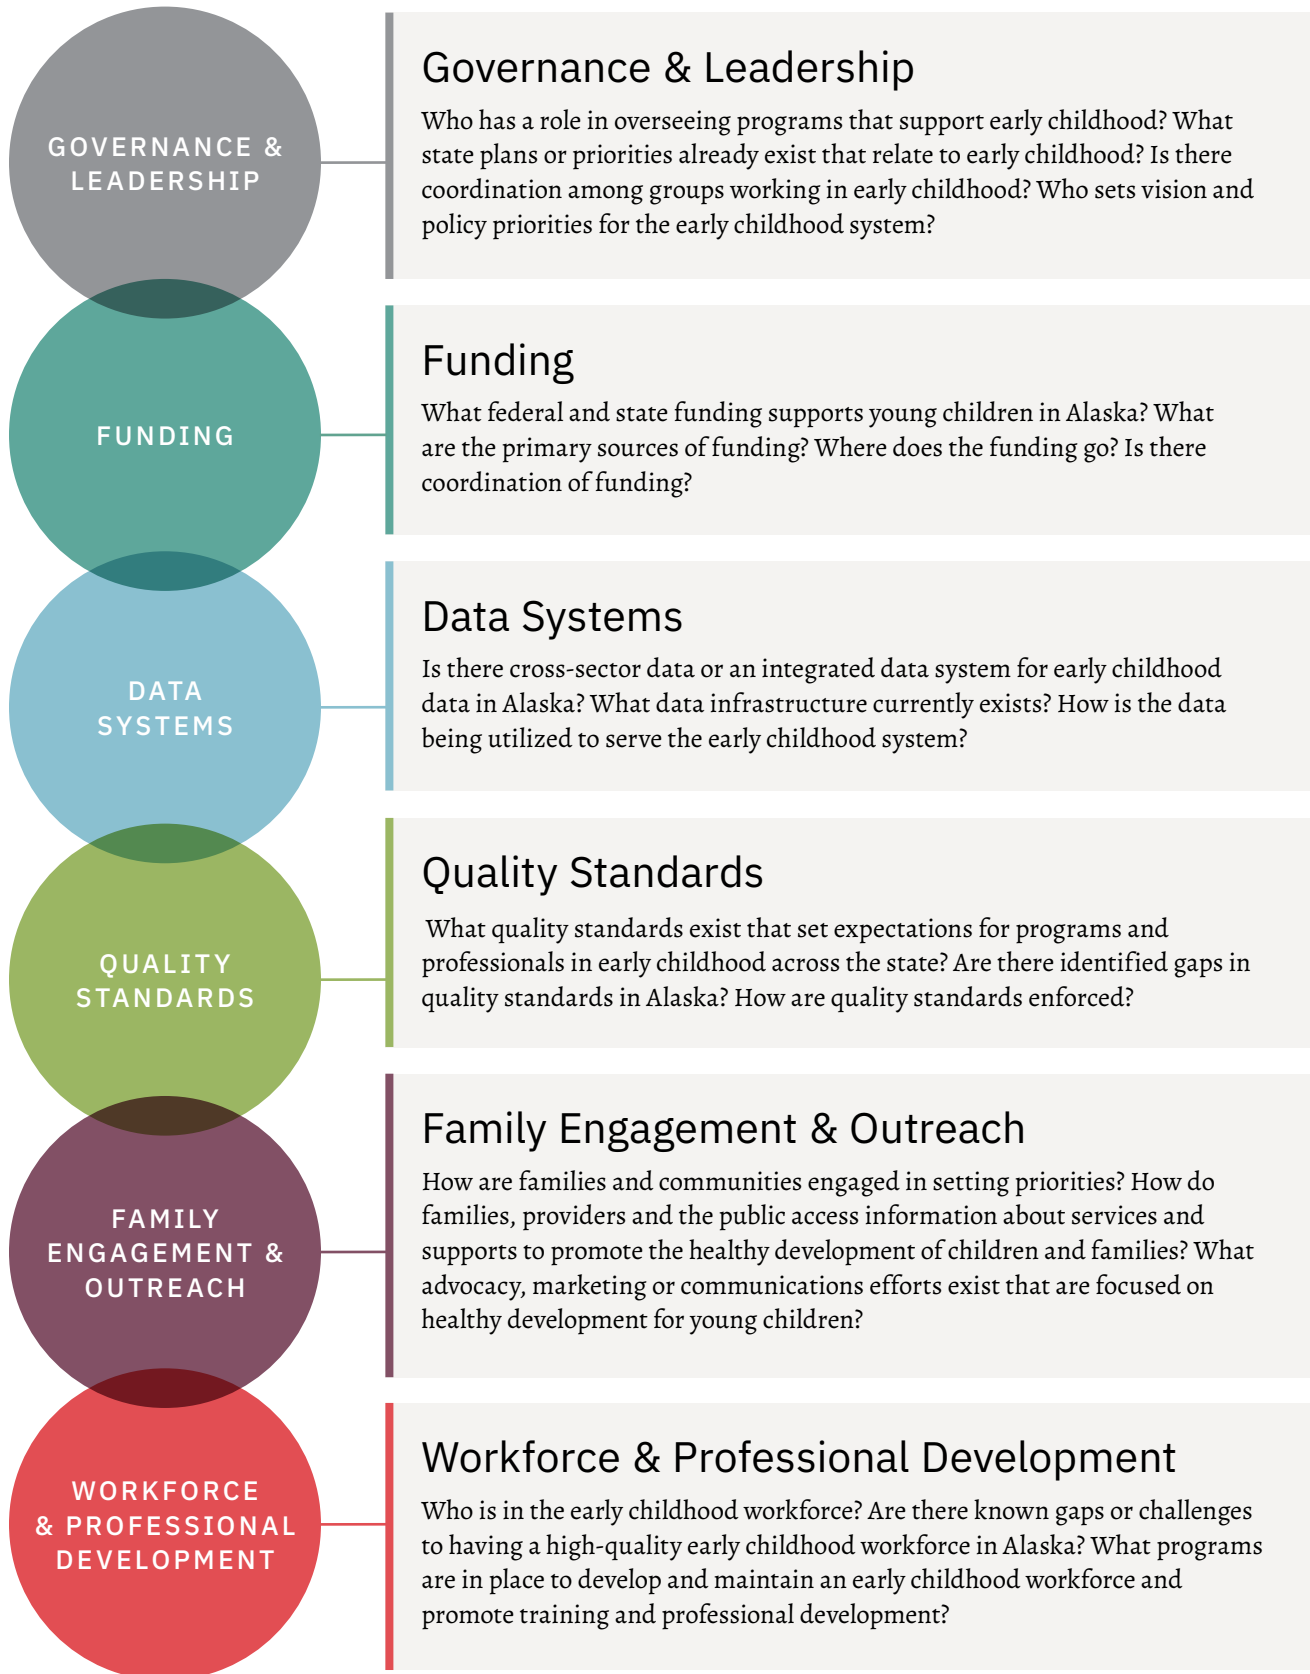 GOVERNANCE &
LEADERSHIP
Governance & Leadership
Who has a role in overseeing programs that support early childhood? What
state plans or priorities already exist that relate to early childhood? Is there
coordination among groups working in early childhood? Who sets vision and
policy priorities for the early childhood system?
FUNDING
Funding
What federal and state funding supports young children in Alaska? What
are the primary sources of funding? Where does the funding go? Is there
coordination of funding?
DATA
SYSTEMS
Data Systems
Is there cross-sector data or an integrated data system for early childhood
data in Alaska? What data infrastructure currently exists? How is the data
being utilized to serve the early childhood system?
QUALITY
STANDARDS
Quality Standards
What quality standards exist that set expectations for programs and
professionals in early childhood across the state? Are there identified gaps in
quality standards in Alaska? How are quality standards enforced?
FAMILY
ENGAGEMENT &
OUTREACH
Family Engagement & Outreach
How are families and communities engaged in setting priorities? How do
families, providers and the public access information about services and
supports to promote the healthy development of children and families? What
advocacy, marketing or communications efforts exist that are focused on
healthy development for young children?
WORKFORCE
& PROFESSIONAL
DEVELOPMENT
Workforce & Professional Development
Who is in the early childhood workforce? Are there known gaps or challenges
to having a high-quality early childhood workforce in Alaska? What programs
are in place to develop and maintain an early childhood workforce and
promote training and professional development?